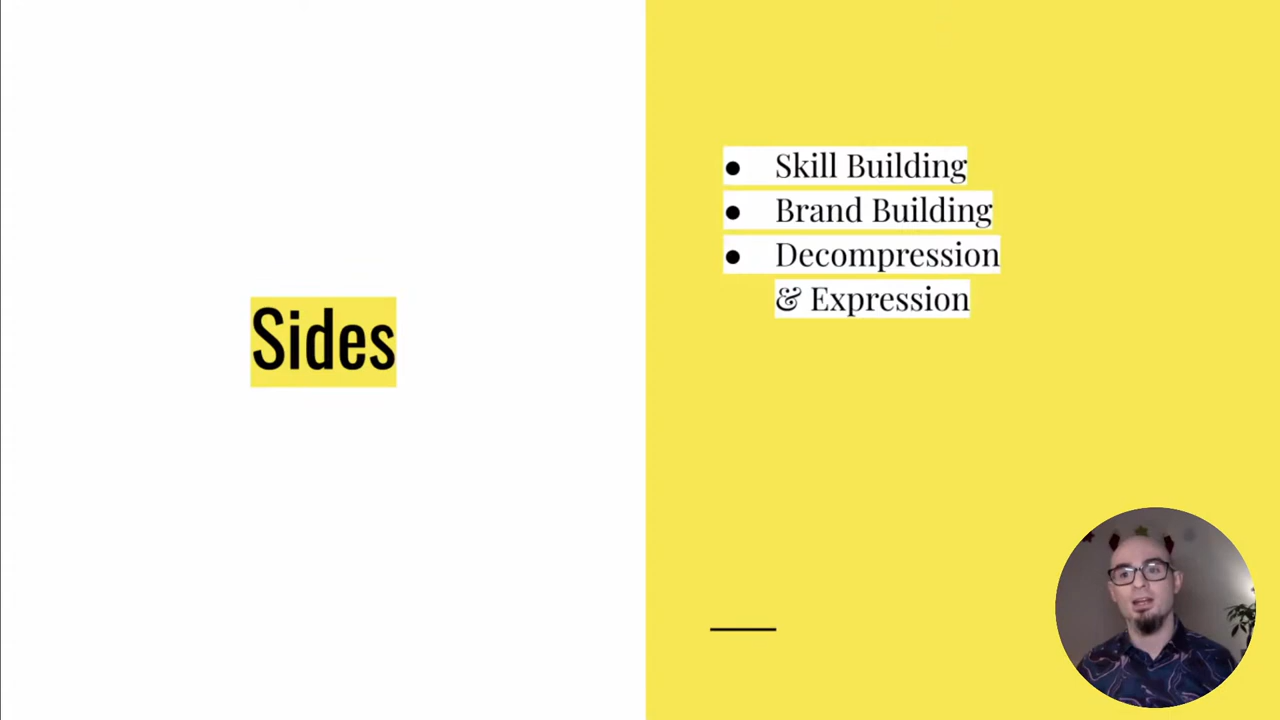 Sides
● Skill Building
● Brand Building
● Decompression
& Expression